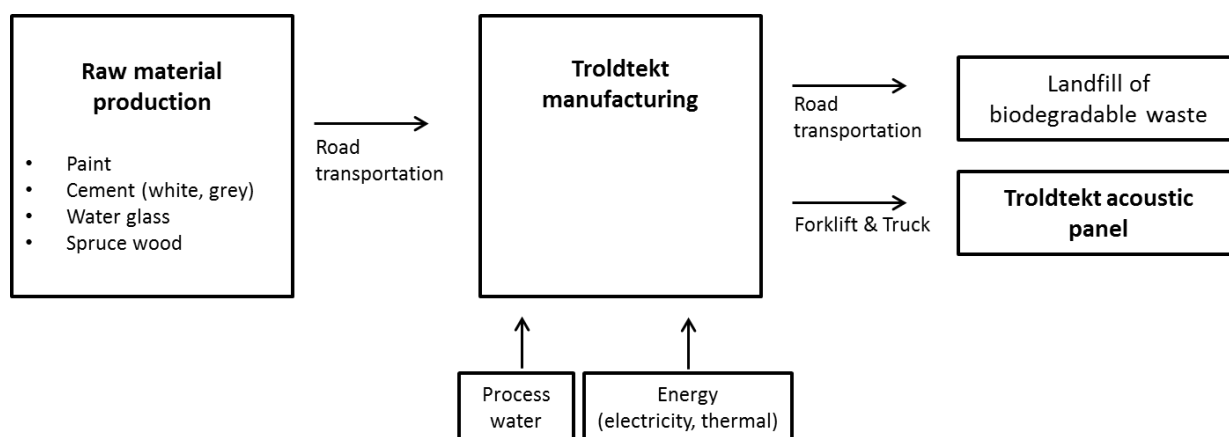 Raw material
production
• Paint
• Cement (white, grey)
• Water glass
• Spruce wood
Road
transportation
Troldtekt
manufacturing
Road
transportation
Landfill of
biodegradable waste
Forklift & Truck
Troldtekt acoustic
panel
Process
water
Energy
(electricity, thermal)